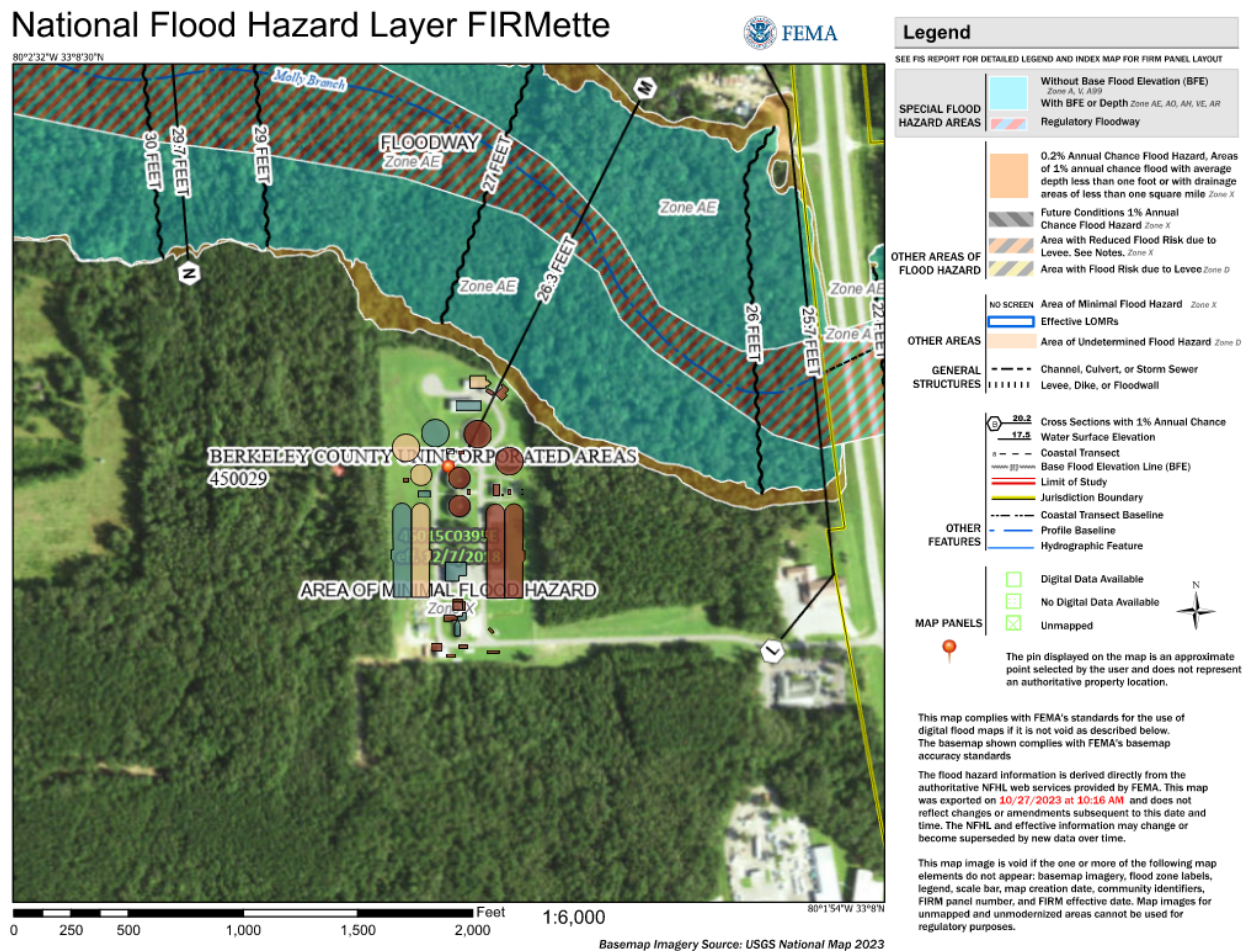 National Flood Hazard Layer FIRMette
FEMA
80°2'32"W 33°8'30"N
Molly Branch
30 FEET
29.7 FEET
29 FEET
FLOODWAY
Zone AE
27 FEET
M
Zone AE
26.3 FEET
Zone AE
N
26 FEET
25.7 FEET
Zone AE
22 FEET
BERKELEY COUNTY UNINCORPORATED AREAS
450029
AREA OF MINIMAL FLOOD HAZARD
Zone X
L
80°1'54"W 33°8'N
Feet
1:6,000
0 250 500 1,000 1,500 2,000
Basemap Imagery Source: USGS National Map 2023
Legend
SEE FIS REPORT FOR DETAILED LEGEND AND INDEX MAP FOR FIRM PANEL LAYOUT
SPECIAL FLOOD
HAZARD AREAS
Without Base Flood Elevation (BFE)
Zone A, V, A99
With BFE or Depth Zone AE, AO, AH, VE, AR
Regulatory Floodway
0.2% Annual Chance Flood Hazard, Areas
of 1% annual chance flood with average
depth less than one foot or with drainage
areas of less than one square mile Zone X
Future Conditions 1% Annual
Chance Flood Hazard Zone X
Area with Reduced Flood Risk due to
Levee. See Notes. Zone X
Area with Flood Risk due to Levee Zone D
OTHER AREAS OF
FLOOD HAZARD
NO SCREEN Area of Minimal Flood Hazard Zone X
Effective LOMRs
Area of Undetermined Flood Hazard Zone D
OTHER AREAS
GENERAL
STRUCTURES
Channel, Culvert, or Storm Sewer
Levee, Dike, or Floodwall
B 20.2 Cross Sections with 1% Annual Chance
17.5 Water Surface Elevation
8 Coastal Transect
Base Flood Elevation Line (BFE)
Limit of Study
Jurisdiction Boundary
Coastal Transect Baseline
Profile Baseline
Hydrographic Feature
OTHER
FEATURES
Digital Data Available
No Digital Data Available
Unmapped
MAP PANELS
N
The pin displayed on the map is an approximate
point selected by the user and does not represent
an authoritative property location.
This map complies with FEMA's standards for the use of
digital flood maps if it is not void as described below.
The basemap shown complies with FEMA's basemap
accuracy standards
The flood hazard information is derived directly from the
authoritative NFHL web services provided by FEMA. This map
was exported on 10/27/2023 at 10:16 AM and does not
reflect changes or amendments subsequent to this date and
time. The NFHL and effective information may change or
become superseded by new data over time.
This map image is void if the one or more of the following map
elements do not appear: basemap imagery, flood zone labels,
legend, scale bar, map creation date, community identifiers,
FIRM panel number, and FIRM effective date. Map images for
unmapped and unmodernized areas cannot be used for
regulatory purposes.